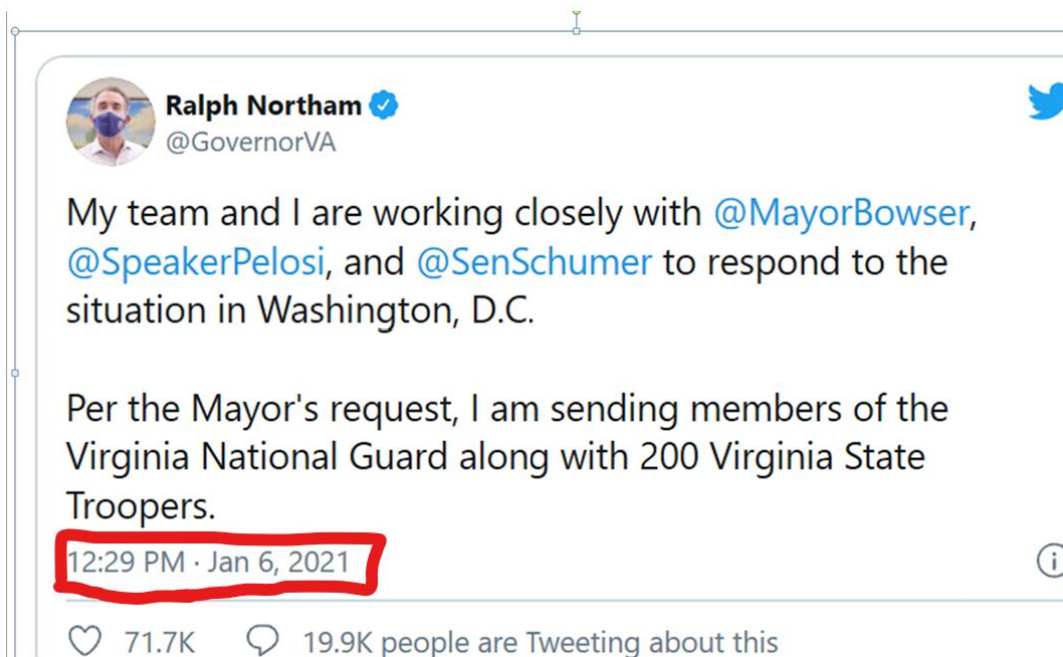 Ralph Northam
@GovernorVA
My team and I are working closely with @MayorBowser,
@SpeakerPelosi, and @SenSchumer to respond to the
situation in Washington, D.C.
Per the Mayor's request, I am sending members of the
Virginia National Guard along with 200 Virginia State
Troopers.
12:29 PM · Jan 6, 2021
71.7K 19.9K people are Tweeting about this